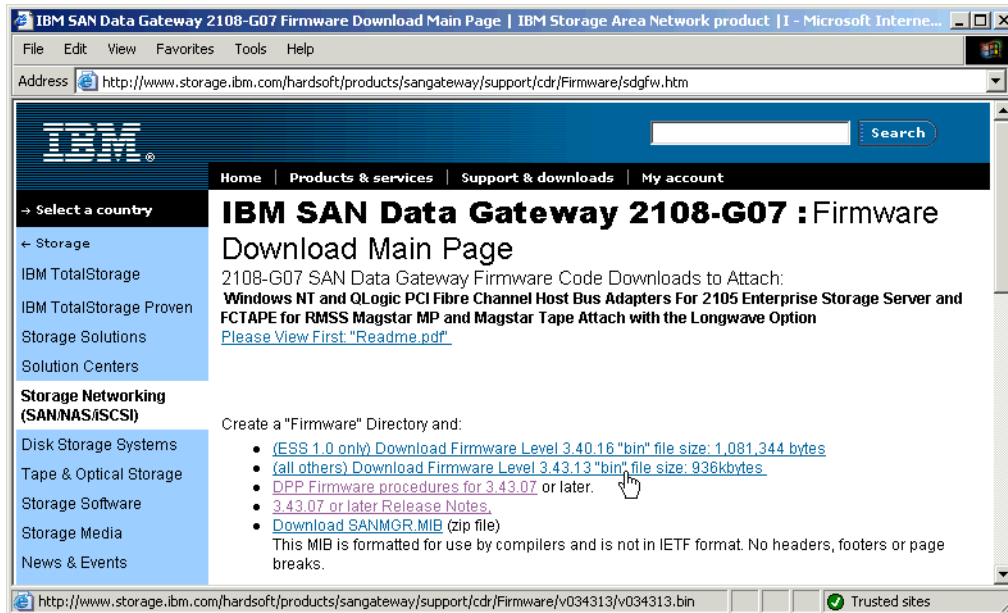 IBM SAN Data Gateway 2108-G07 Firmware Download Main Page | IBM Storage Area Network product |I - Microsoft Interne...
File Edit View Favorites Tools Help
Address http://www.storage.ibm.com/hardsoft/products/sangateway/support/cdr/Firmware/sdgfw.htm
IBM®
Search
Home | Products & services | Support & downloads | My account
→ Select a country
← Storage
IBM TotalStorage
IBM TotalStorage Proven
Storage Solutions
Solution Centers
Storage Networking
(SAN/NAS/iSCSI)
Disk Storage Systems
Tape & Optical Storage
Storage Software
Storage Media
News & Events
IBM SAN Data Gateway 2108-G07 : Firmware
Download Main Page
2108-G07 SAN Data Gateway Firmware Code Downloads to Attach:
Windows NT and QLogic PCI Fibre Channel Host Bus Adapters For 2105 Enterprise Storage Server and
FCTAPE for RMSS Magstar MP and Magstar Tape Attach with the Longwave Option
Please View First: "Readme.pdf"
Create a "Firmware" Directory and:
• (ESS 1.0 only) Download Firmware Level 3.40.16 "bin" file size: 1,081,344 bytes
• (all others) Download Firmware Level 3.43.13 "bin" file size: 936kbytes
• DPP Firmware procedures for 3.43.07 or later.
• 3.43.07 or later Release Notes,
• Download SANMGR.MIB (zip file)
This MIB is formatted for use by compilers and is not in IETF format. No headers, footers or page
breaks.
http://www.storage.ibm.com/hardsoft/products/sangateway/support/cdr/Firmware/v034313/v034313.bin
Trusted sites